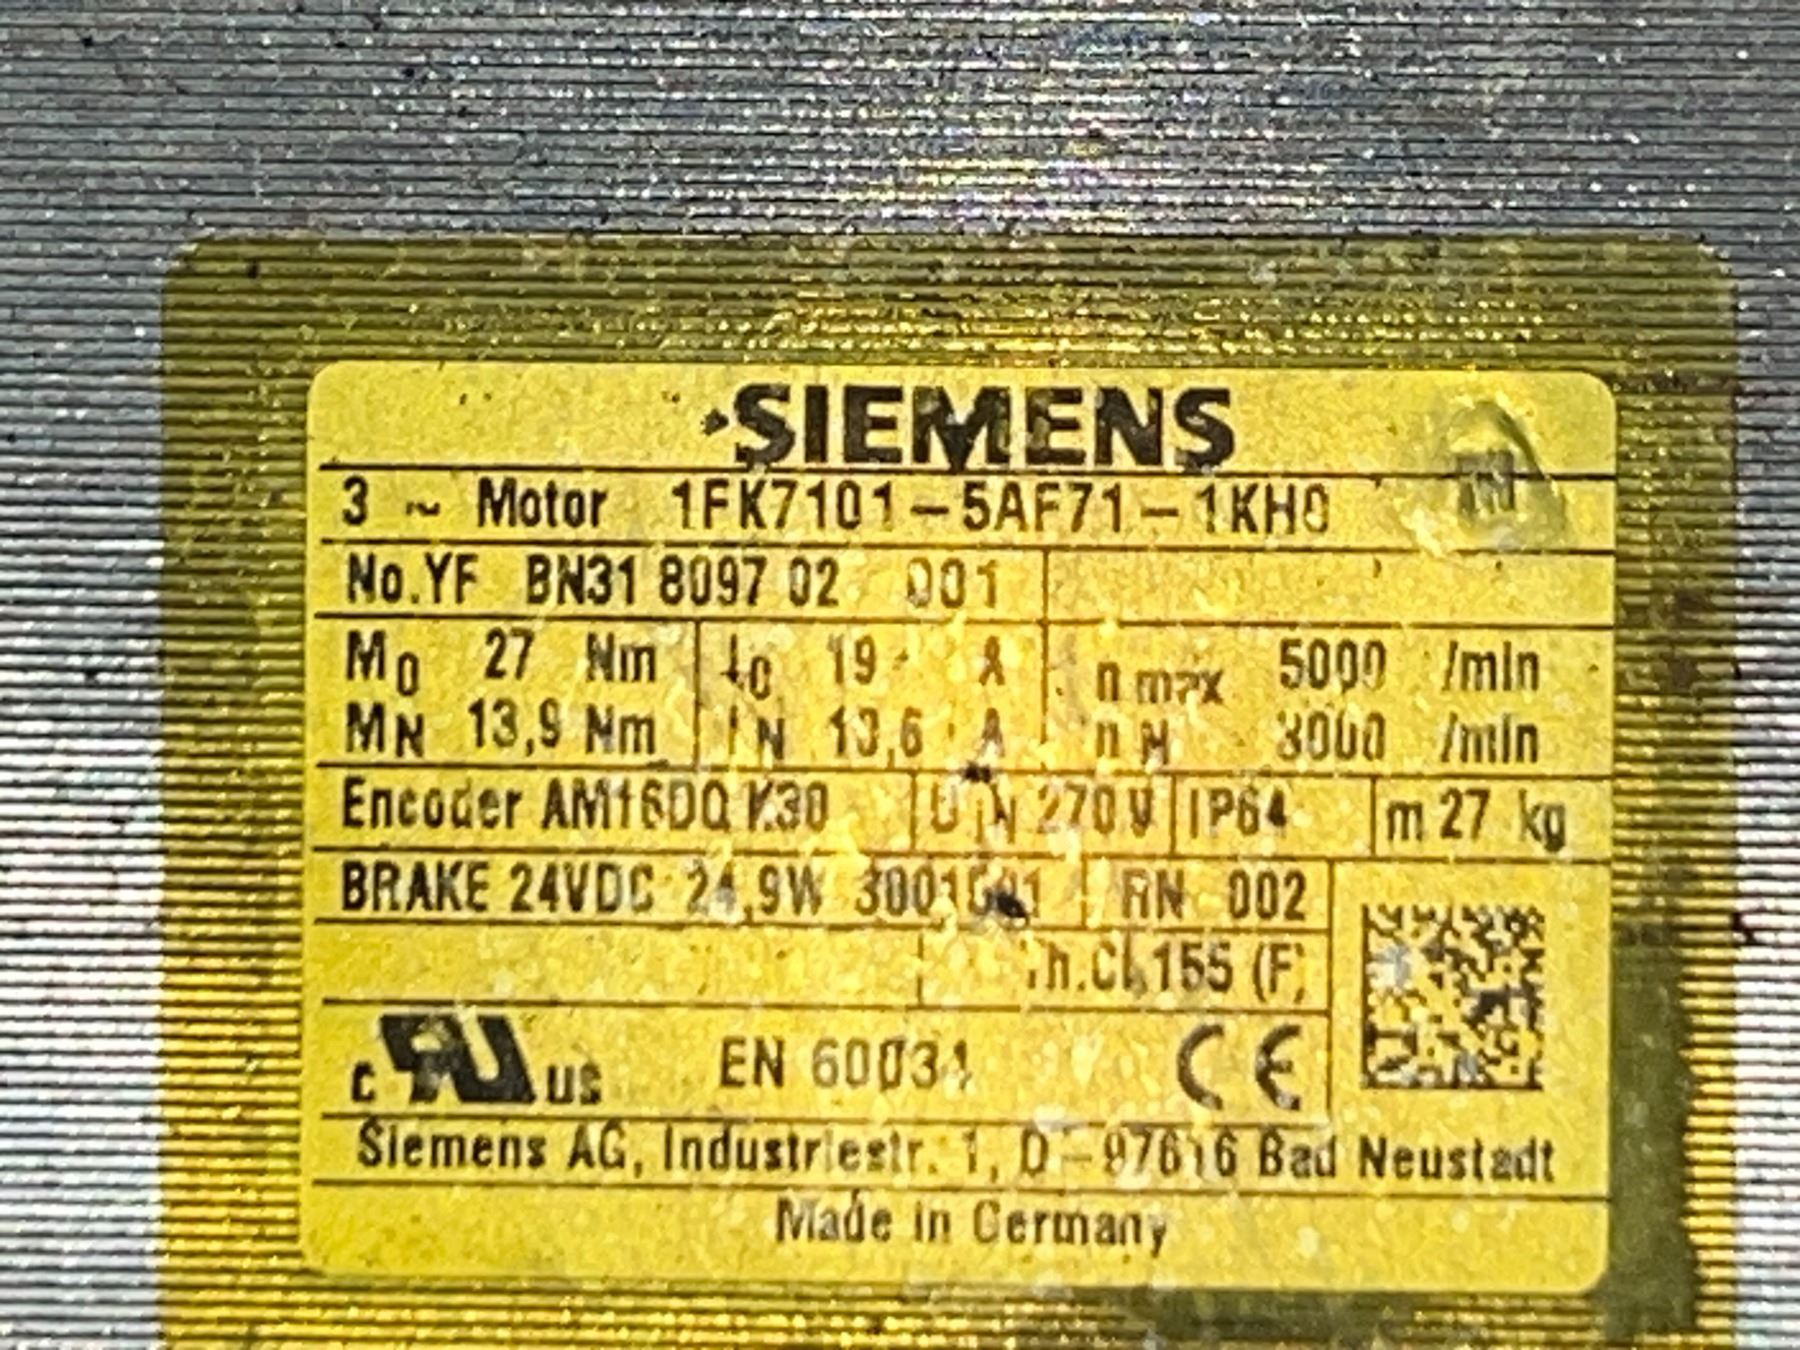 SIEMENS
3 ~ Motor 1FK7101-5AF71-1KH0
No.YF BN31 8097 02 001
M0 27 Nm I0 19 A n max 5000 /min
MN 13,9 Nm IN 13,6 A n N 3000 /min
Encoder AM16DQ K30 U IN 270 V IP64 m 27 kg
BRAKE 24VDC 24,9W RN 002
Th.Cl.155 (F)
c US EN 60034 CE
Siemens AG, Industriestr. 1, D-97616 Bad Neustadt
Made in Germany